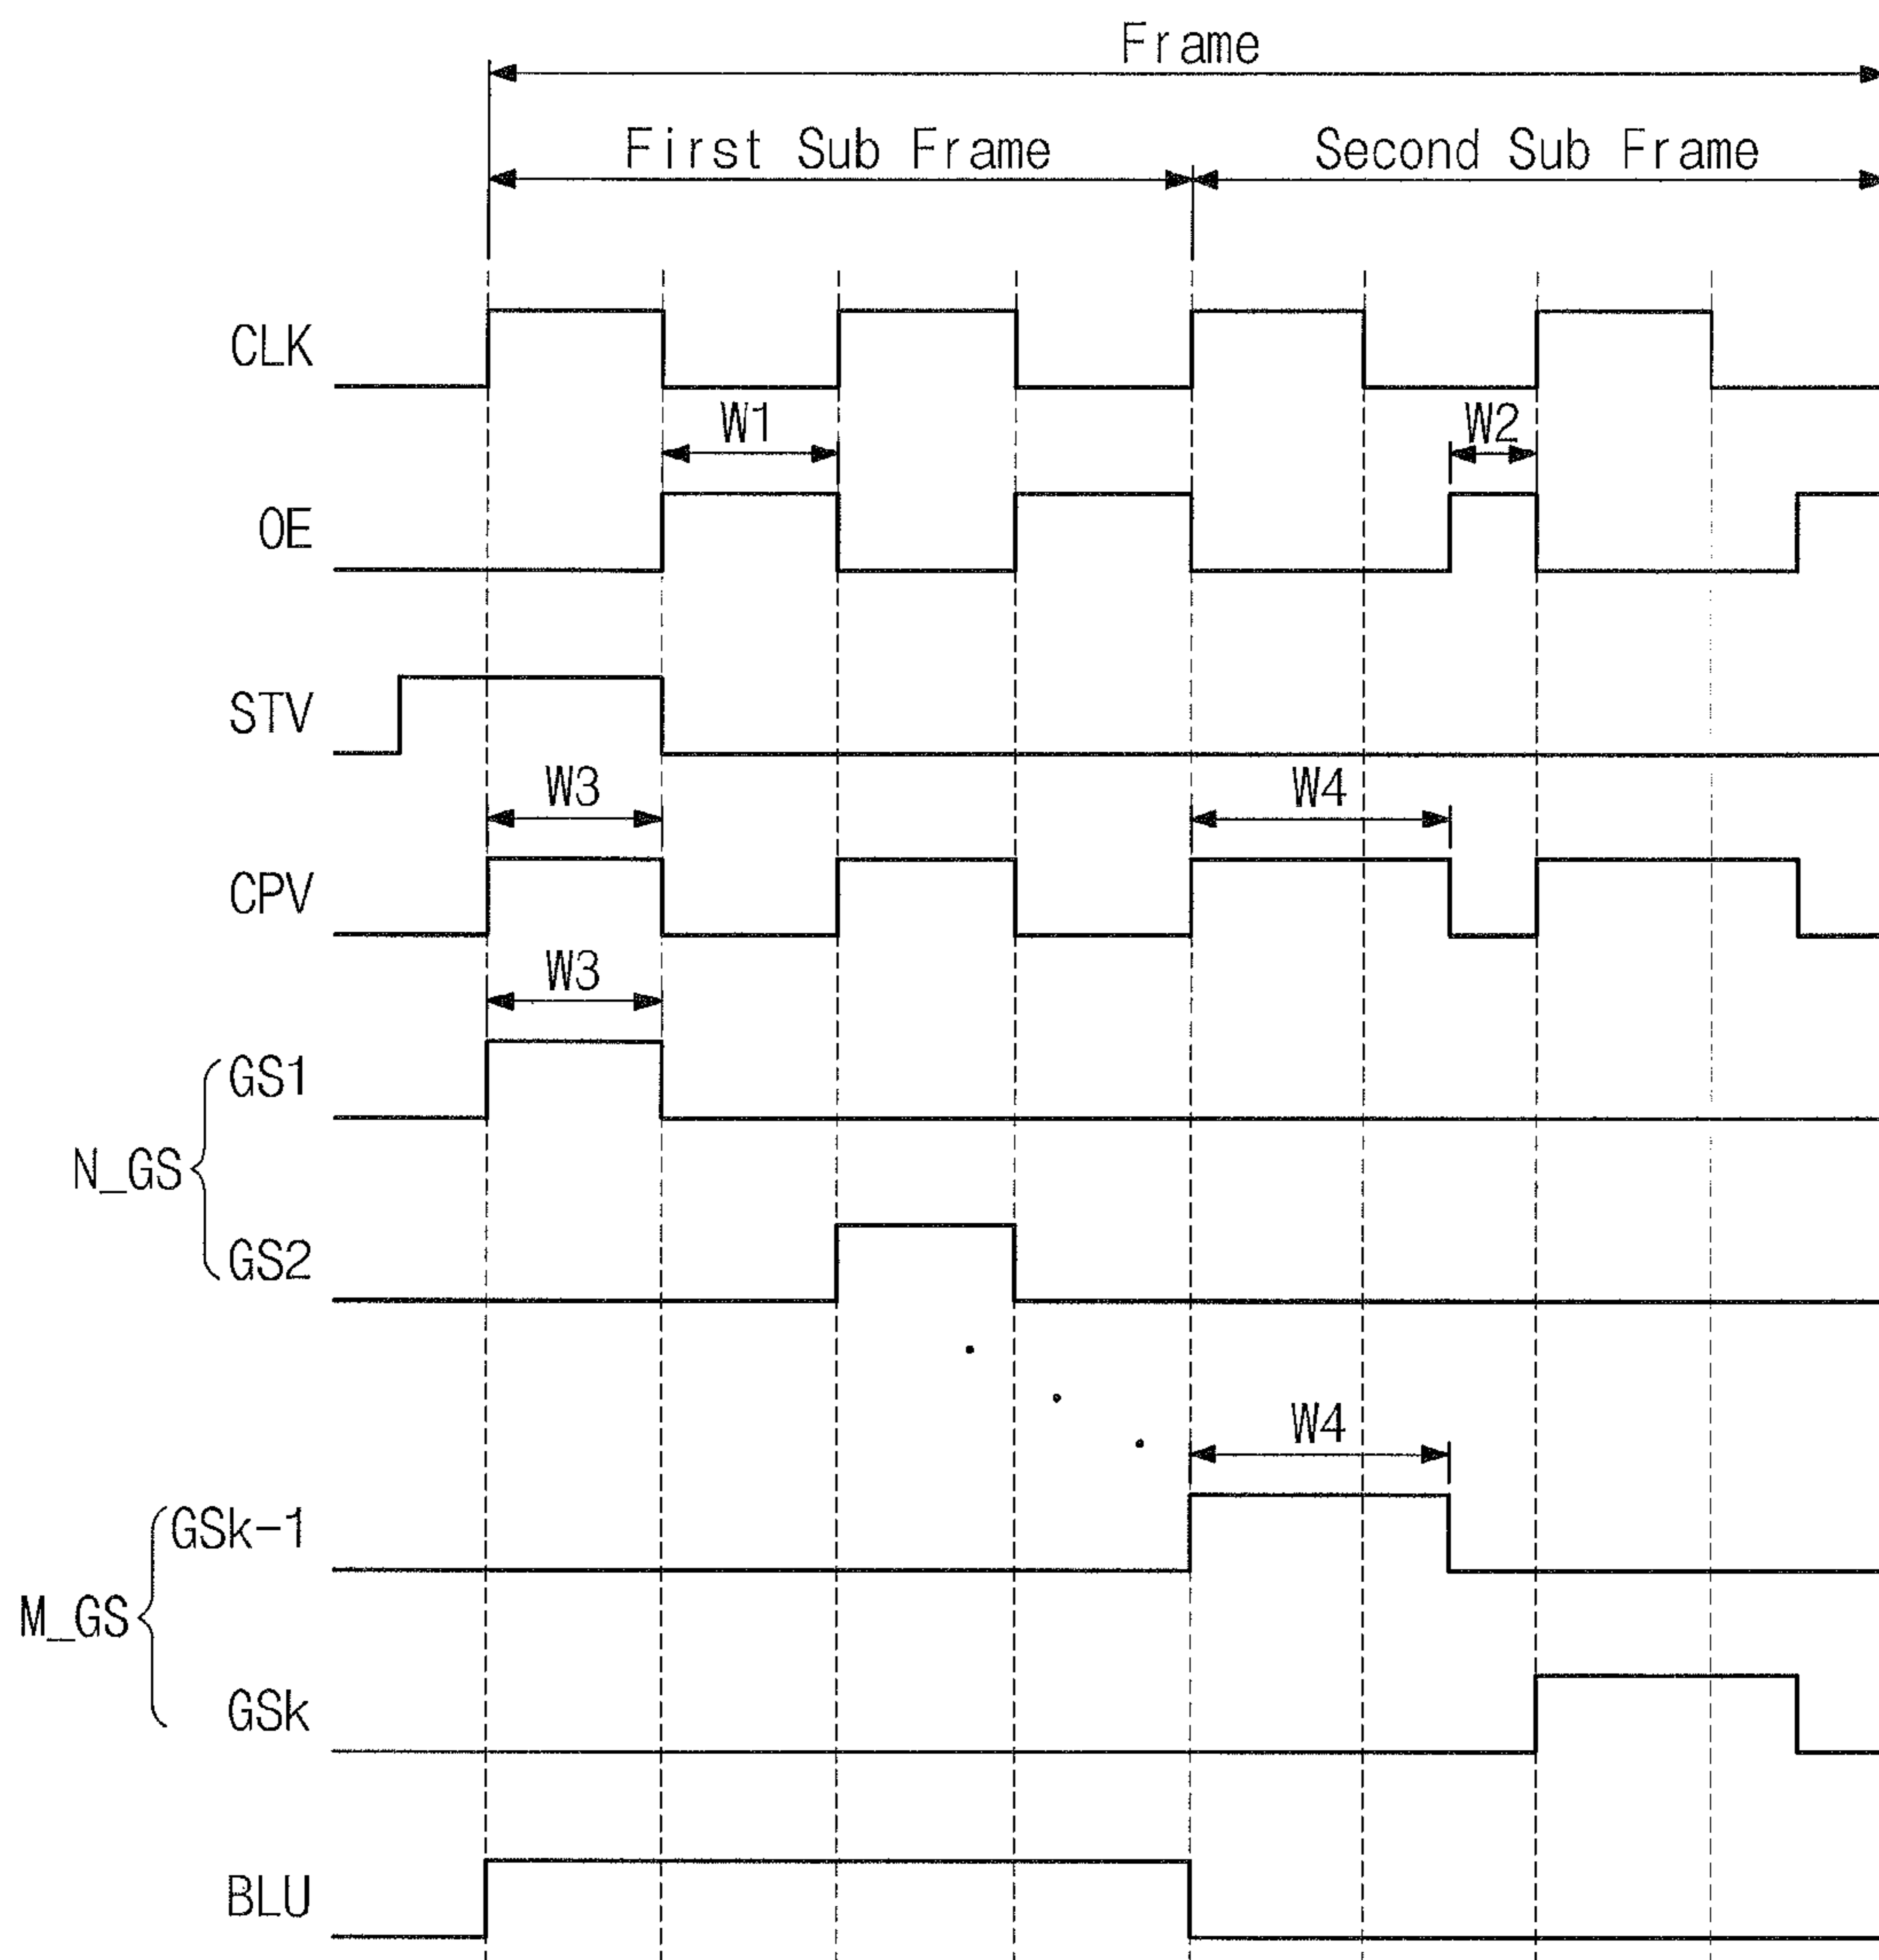 Frame
First Sub Frame
Second Sub Frame
CLK
W1
W2
OE
STV
W3
W4
CPV
W3
GS1
N_GS
GS2
W4
GSk-1
M_GS
GSk
BLU